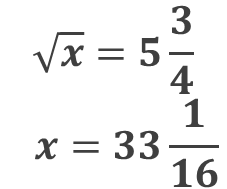 √x = 5 3/4
x = 33 1/16